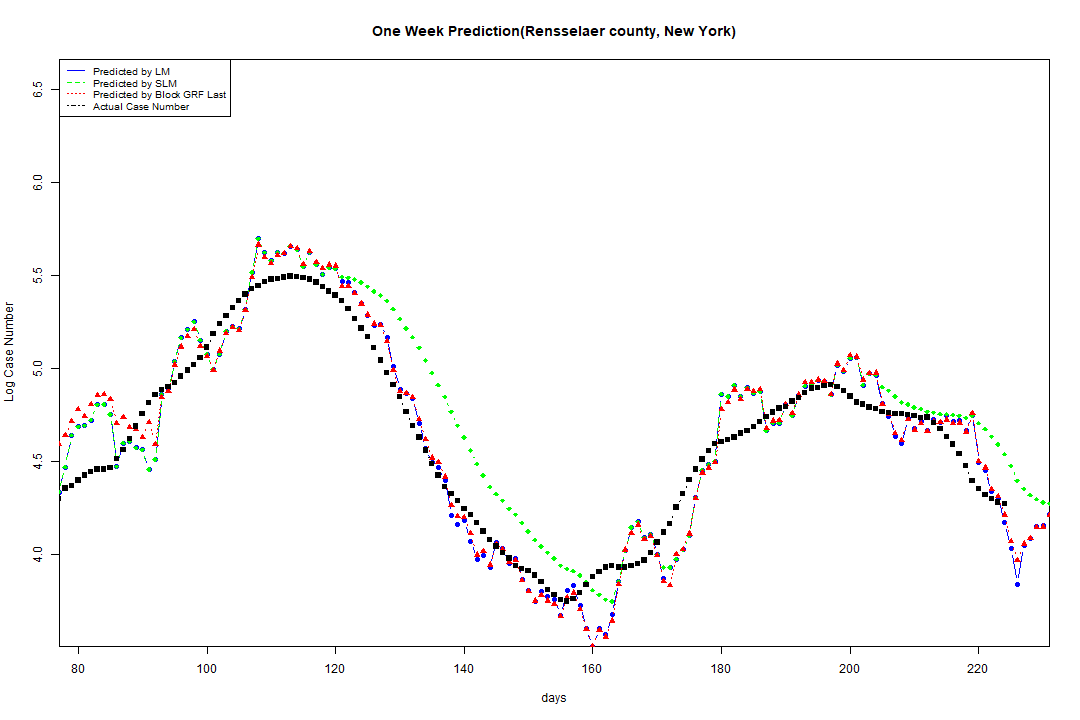 One Week Prediction(Rensselaer county, New York)
Predicted by LM
Predicted by SLM
Predicted by Block GRF Last
Actual Case Number
6.5
6.0
5.5
5.0
4.5
4.0
Log Case Number
80 100 120 140 160 180 200 220
days